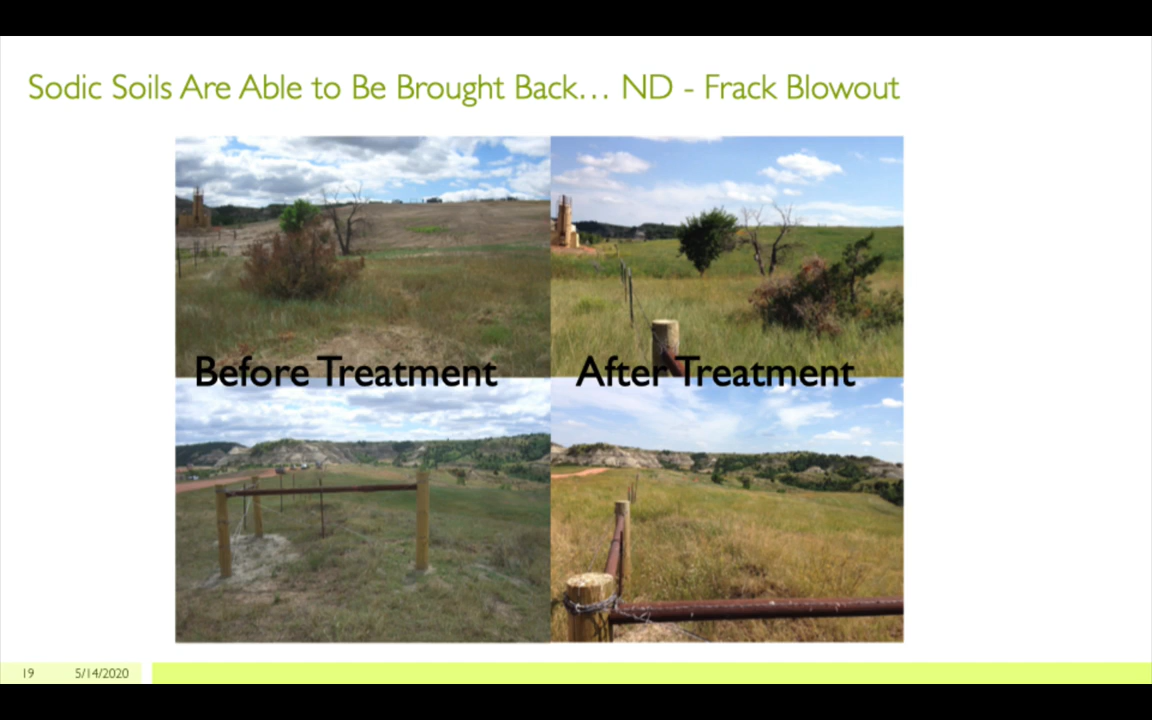 Sodic Soils Are Able to Be Brought Back… ND - Frack Blowout
Before Treatment
After Treatment
19
5/14/2020